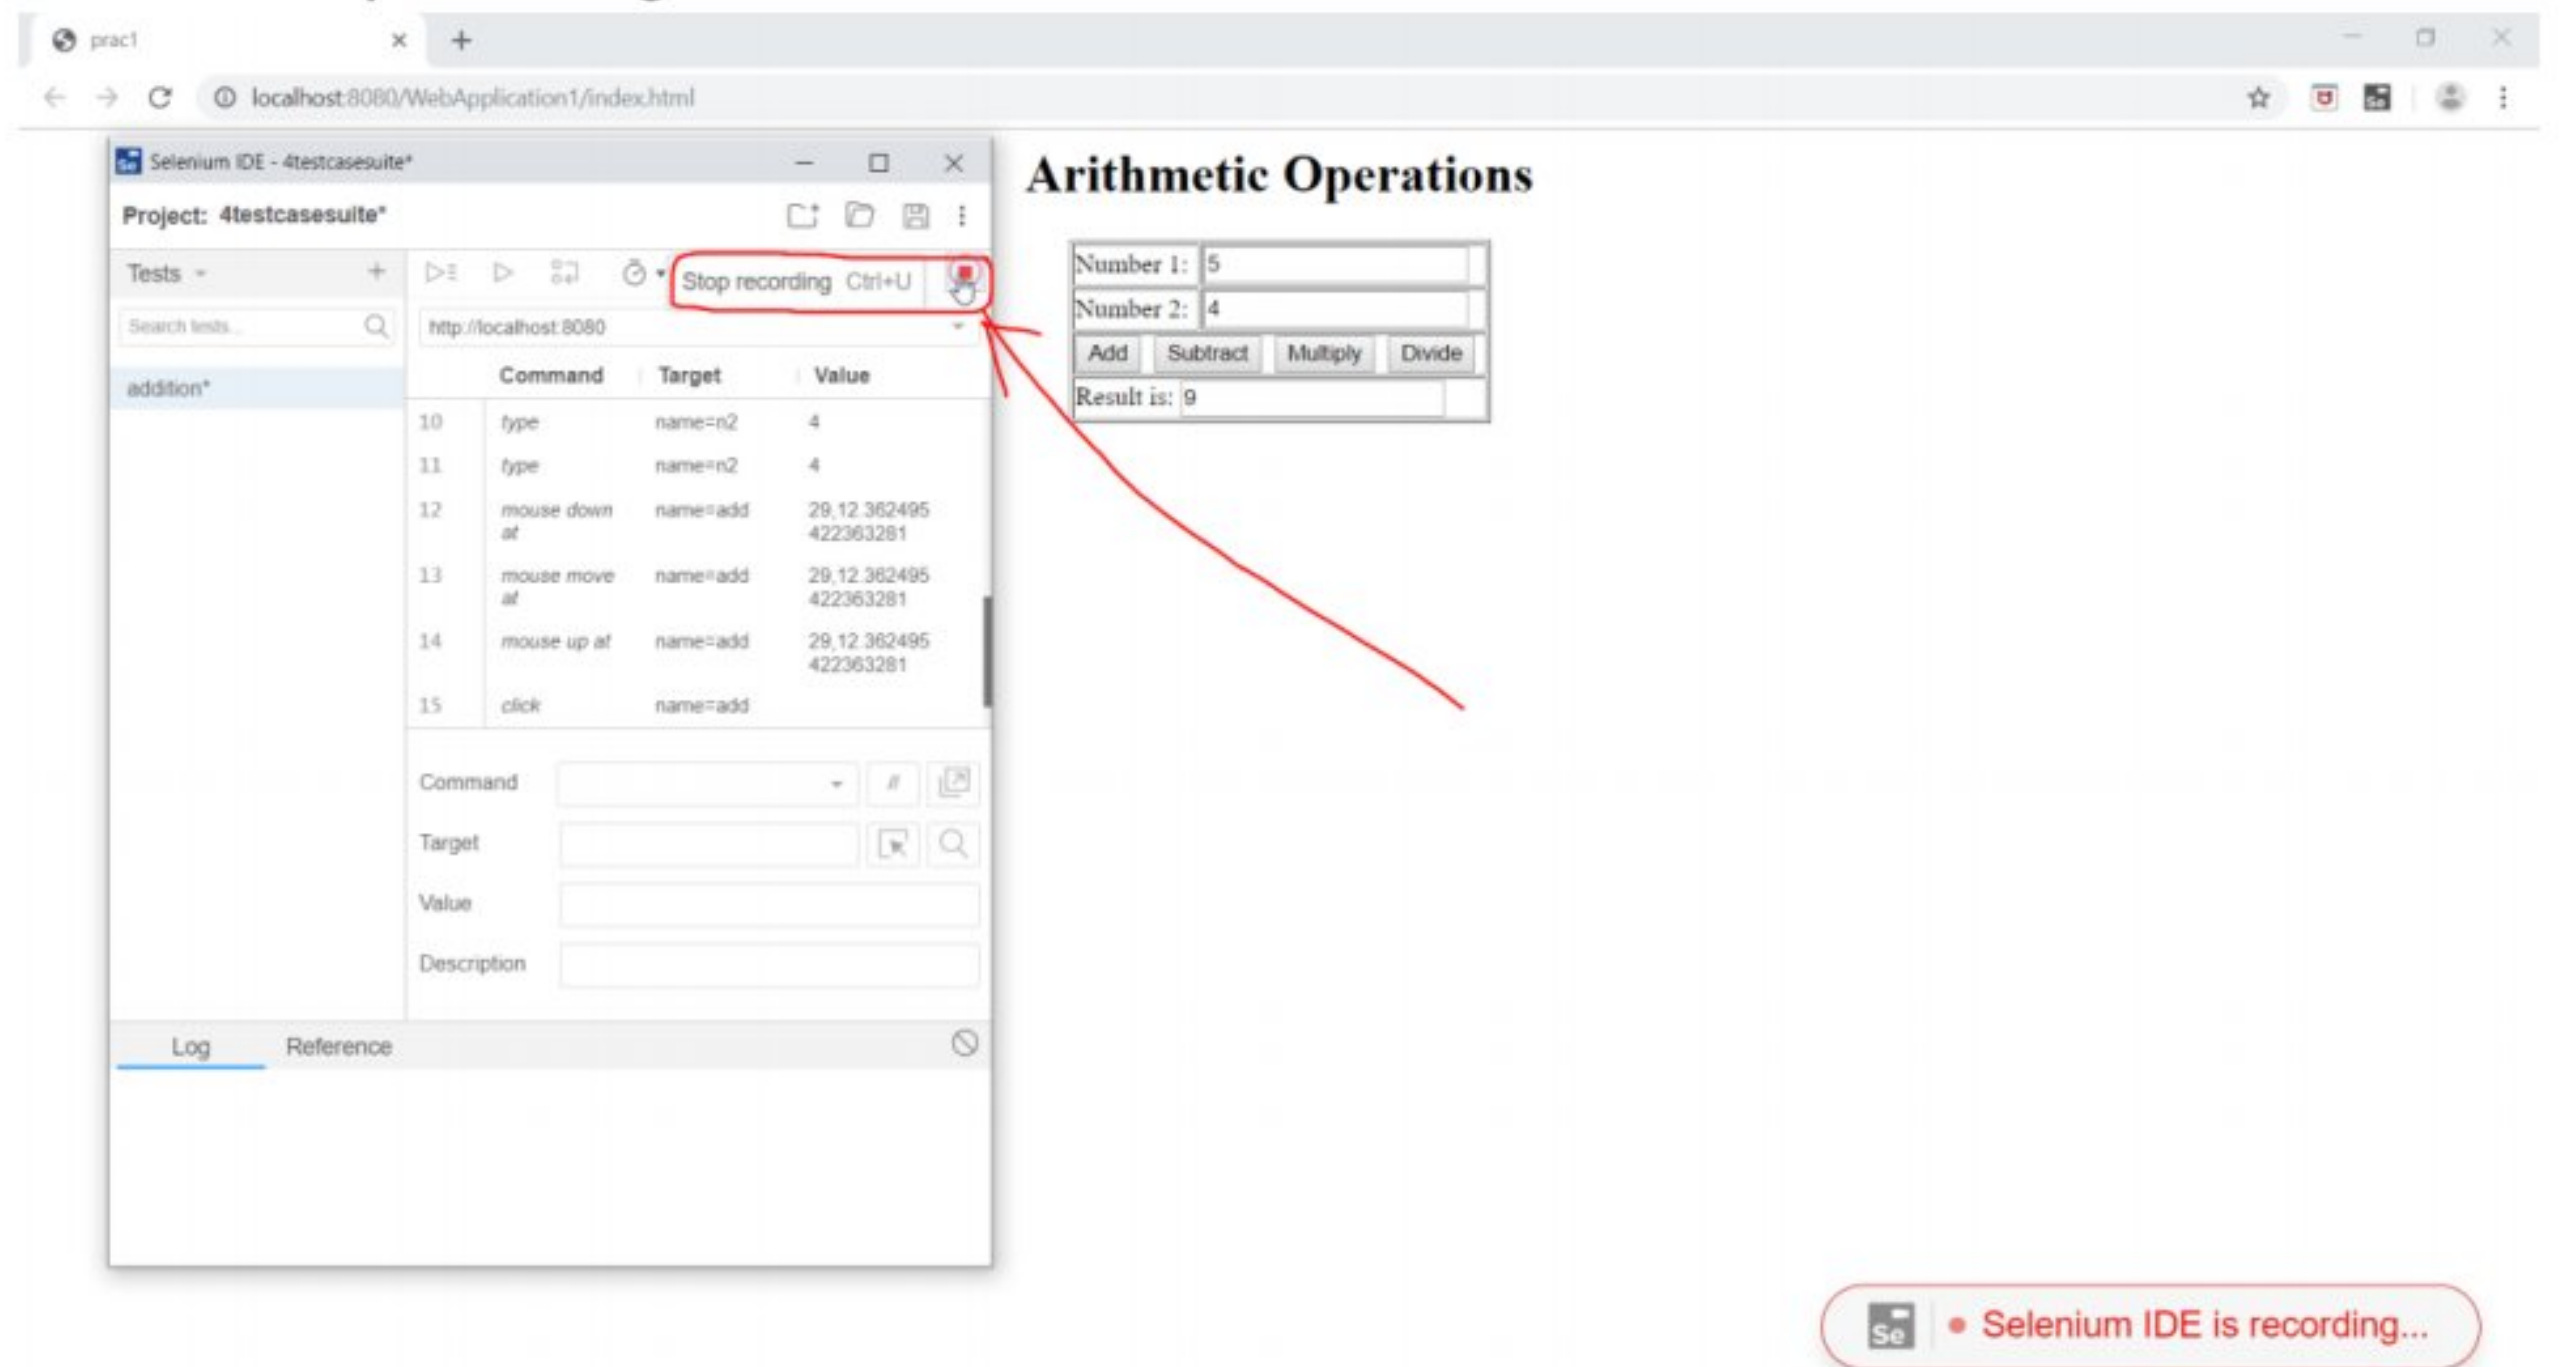 prac1
localhost:8080/WebApplication1/index.html
Selenium IDE - 4testcasesuite*
Project: 4testcasesuite*
Tests
Stop recording Ctrl+U
Search tests...
http://localhost:8080
Command Target Value
addition*
10 type name=n2 4
11 type name=n2 4
12 mouse down at name=add 29,12.362495422363281
13 mouse move at name=add 29,12.362495422363281
14 mouse up at name=add 29,12.362495422363281
15 click name=add
Command //
Target
Value
Description
Log Reference
Arithmetic Operations
Number 1: 5
Number 2: 4
Add Subtract Multiply Divide
Result is: 9
Se Selenium IDE is recording...